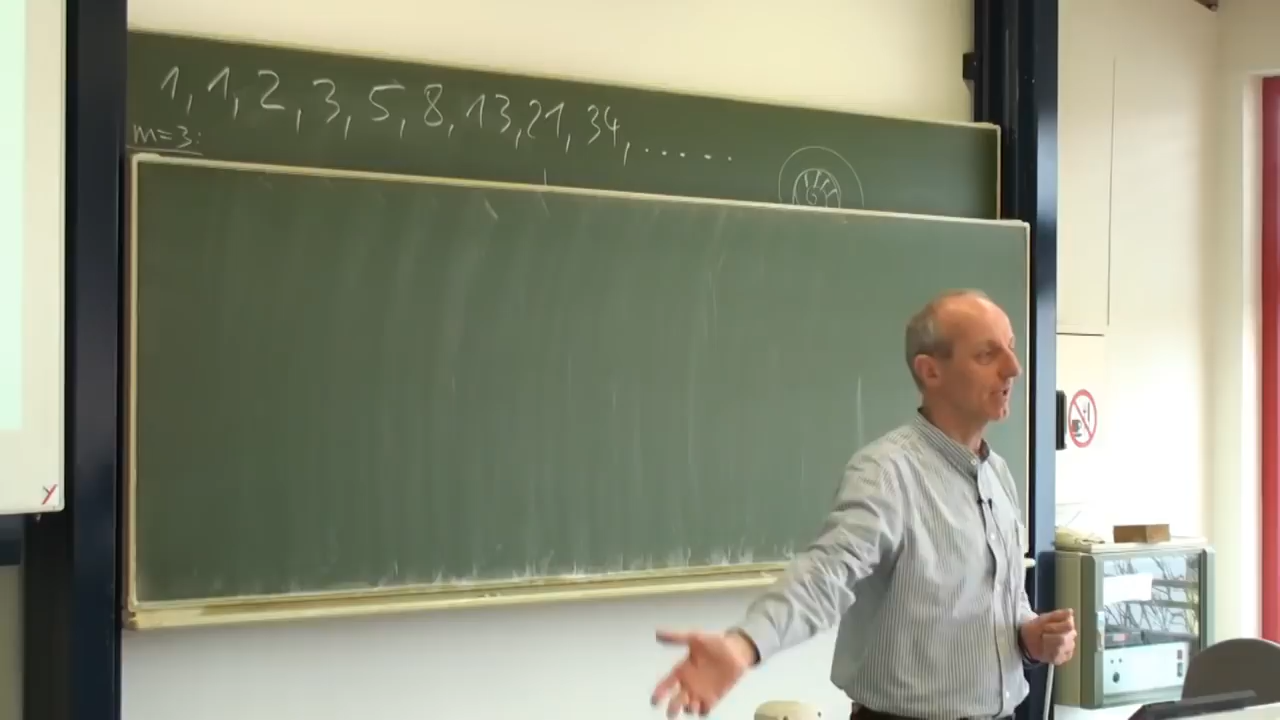 1, 1, 2, 3, 5, 8, 13, 21, 34, .....
m=3: